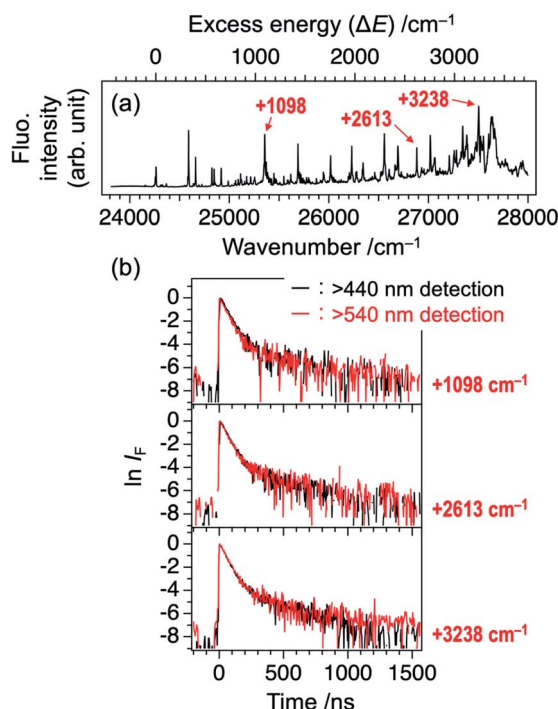 Excess energy (ΔE) /cm⁻¹
0 1000 2000 3000
(a)
+1098
+2613
+3238
Fluo.
intensity
(arb. unit)
24000 25000 26000 27000 28000
Wavenumber /cm⁻¹
(b)
: >440 nm detection
: >540 nm detection
0
-2
-4
-6
-8
+1098 cm⁻¹
0
-2
-4
-6
-8
+2613 cm⁻¹
0
-2
-4
-6
-8
+3238 cm⁻¹
ln I_F
0 500 1000 1500
Time /ns